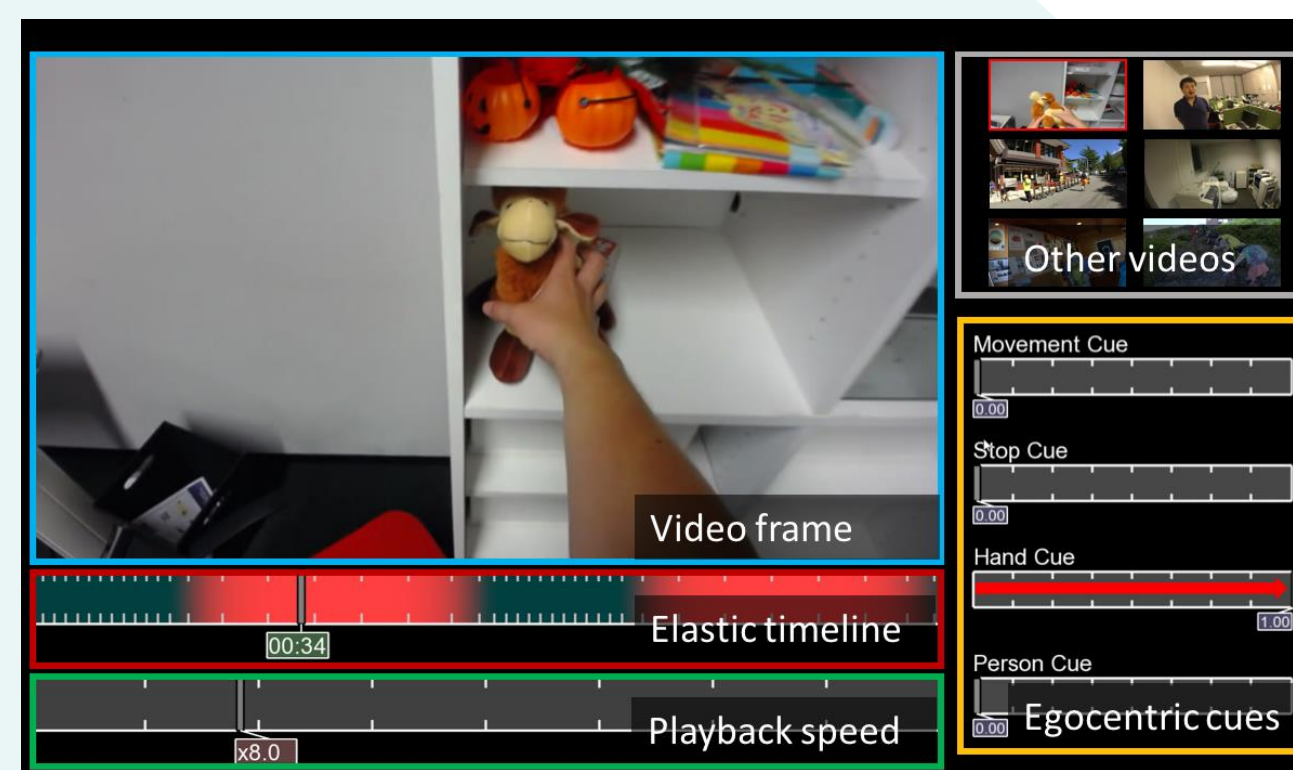 Other videos
Movement Cue
0.00
Stop Cue
0.00
Hand Cue
1.00
Person Cue
0.00
Egocentric cues
Video frame
Elastic timeline
00:34
Playback speed
x8.0